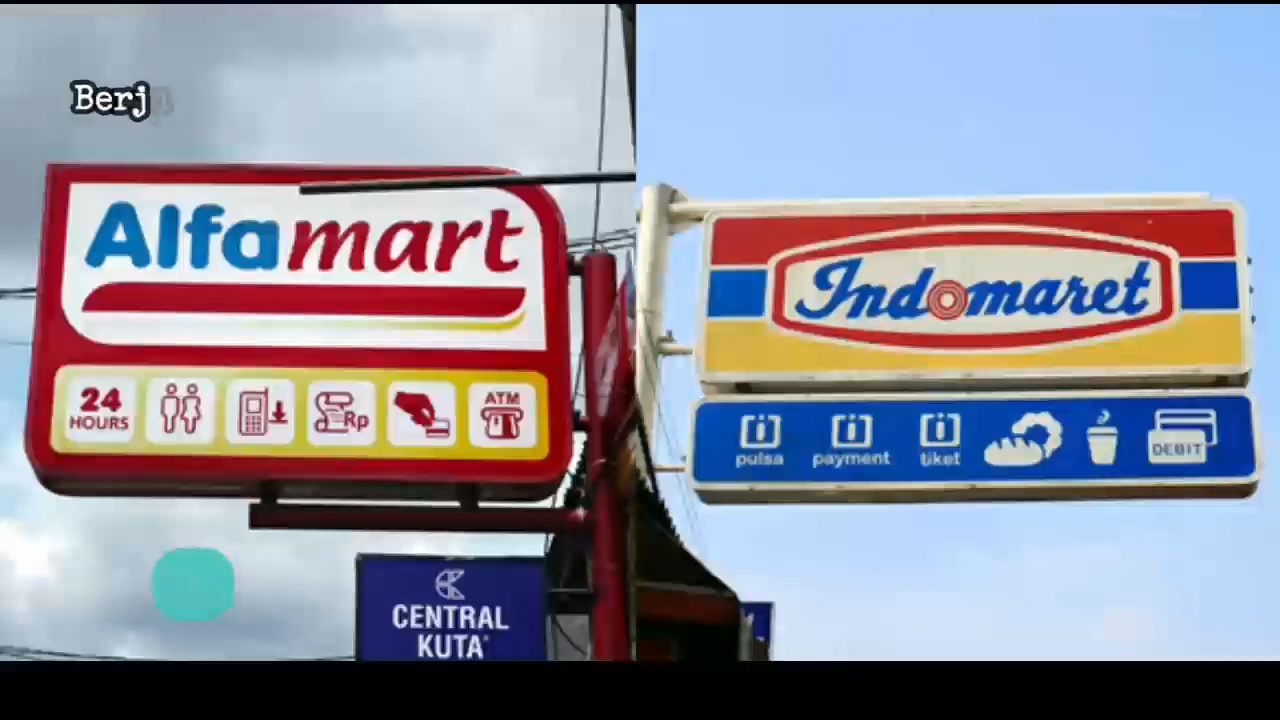 Berj
Alfamart
24
HOURS
Rp
ATM
CENTRAL
KUTA
Indomaret
pulsa
payment
tiket
DEBIT